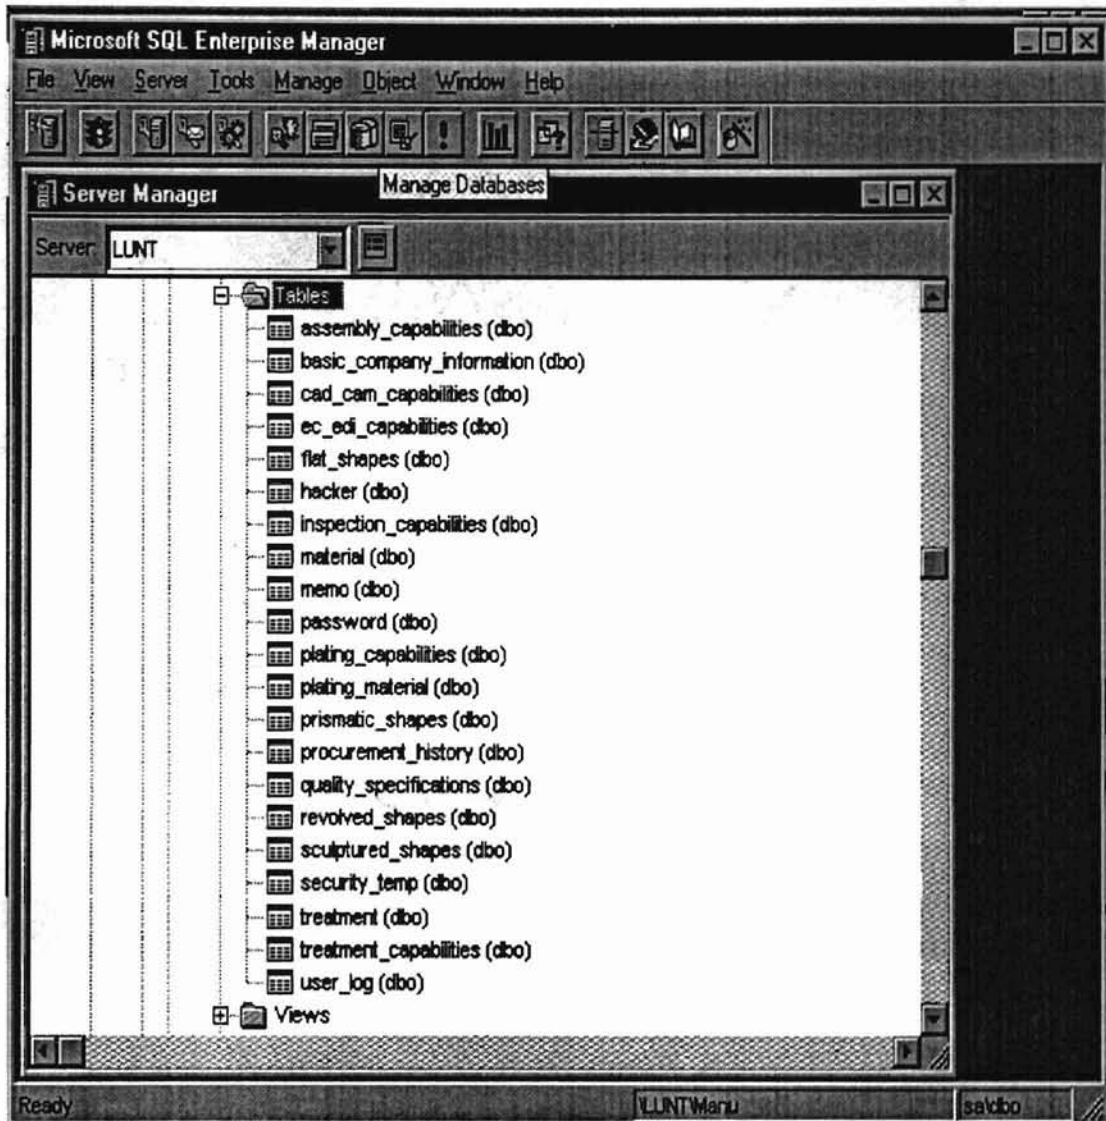 Microsoft SQL Enterprise Manager
File View Server Tools Manage Object Window Help
Manage Databases
Server Manager
Server: LUNT
Tables
assembly_capabilities (dbo)
basic_company_information (dbo)
cad_cam_capabilities (dbo)
ec_edi_capabilities (dbo)
flat_shapes (dbo)
hacker (dbo)
inspection_capabilities (dbo)
material (dbo)
memo (dbo)
password (dbo)
plating_capabilities (dbo)
plating_material (dbo)
prismatic_shapes (dbo)
procurement_history (dbo)
quality_specifications (dbo)
revolved_shapes (dbo)
sculptured_shapes (dbo)
security_temp (dbo)
treatment (dbo)
treatment_capabilities (dbo)
user_log (dbo)
Views
Ready \LUNT\Manu sa\dbo